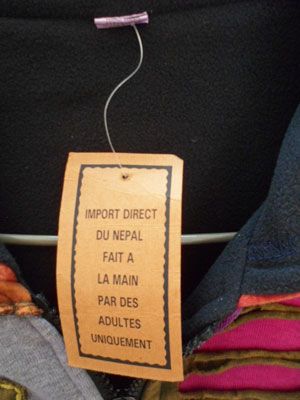 IMPORT DIRECT
DU NEPAL
FAIT A
LA MAIN
PAR DES
ADULTES
UNIQUEMENT